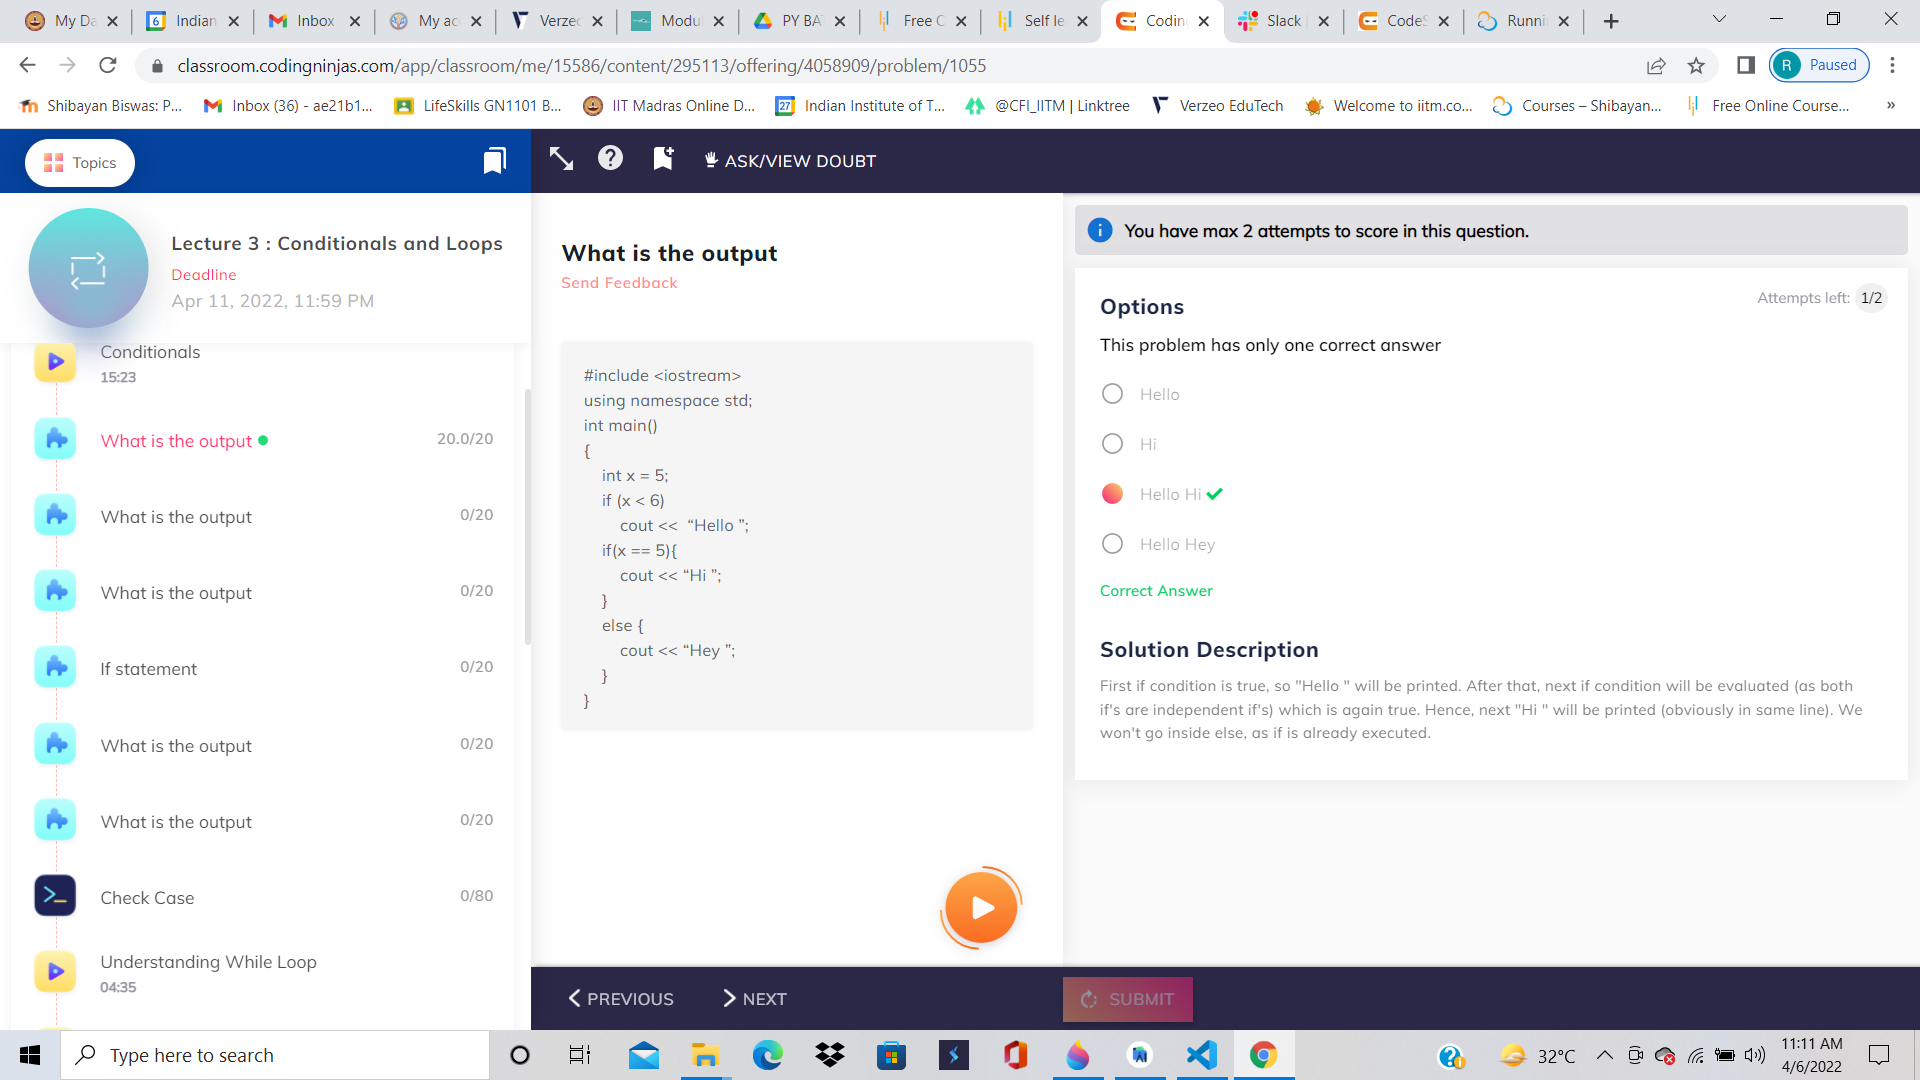 My Da
6
Indian
Inbox
My ac
Verzeo
Modu
PY BA
Free C
Self le
Coding
Slack
CodeS
Runni
classroom.codingninjas.com/app/classroom/me/15586/content/295113/offering/4058909/problem/1055
R
Paused
Shibayan Biswas: P...
Inbox (36) - ae21b1...
LifeSkills GN1101 B...
IIT Madras Online D...
27
Indian Institute of T...
@CFI_IITM | Linktree
Verzeo EduTech
Welcome to iitm.co...
Courses – Shibayan...
Free Online Course...
»
Topics
ASK/VIEW DOUBT
Lecture 3 : Conditionals and Loops
Deadline
Apr 11, 2022, 11:59 PM
Conditionals
15:23
What is the output
20.0/20
What is the output
0/20
What is the output
0/20
If statement
0/20
What is the output
0/20
What is the output
0/20
Check Case
0/80
Understanding While Loop
04:35
What is the output
Send Feedback
#include <iostream>
using namespace std;
int main()
{
int x = 5;
if (x < 6)
cout <<  “Hello ”;
if(x == 5){
cout << “Hi ”;
}
else {
cout << “Hey ”;
}
}
You have max 2 attempts to score in this question.
Options
Attempts left: 1/2
This problem has only one correct answer
Hello
Hi
Hello Hi
Hello Hey
Correct Answer
Solution Description
First if condition is true, so "Hello " will be printed. After that, next if condition will be evaluated (as both
if's are independent if's) which is again true. Hence, next "Hi " will be printed (obviously in same line). We
won't go inside else, as if is already executed.
PREVIOUS
NEXT
SUBMIT
Type here to search
32°C
11:11 AM
4/6/2022